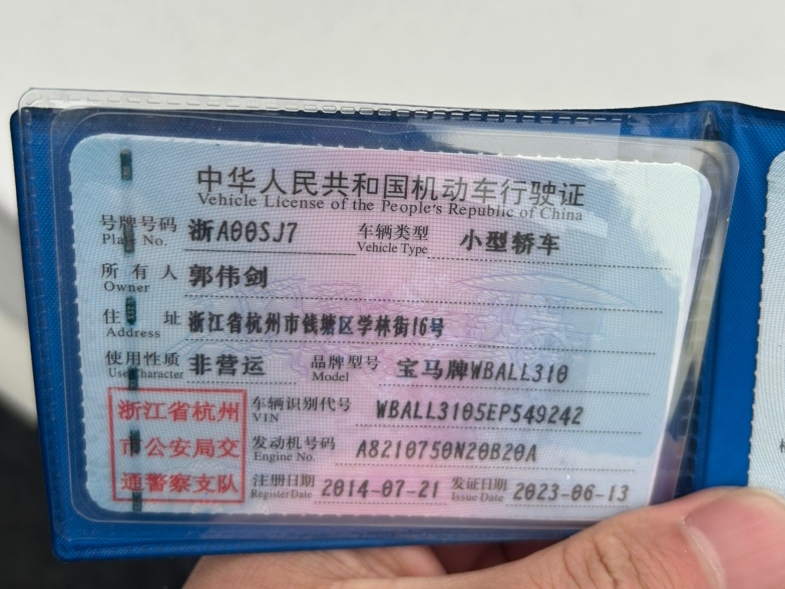 中华人民共和国机动车行驶证
Vehicle License of the People's Republic of China
号牌号码 浙A00SJ7 车辆类型 小型轿车
Plate No. Vehicle Type
所有人 郭伟剑
Owner
住址 浙江省杭州市钱塘区学林街16号
Address
使用性质 非营运 品牌型号 宝马牌WBALL310
Use Character Model
浙江省杭州 车辆识别代号 WBALL3105EP549242
VIN
市公安局交 发动机号码 A8210750N20B20A
Engine No.
通警察支队 注册日期 2014-07-21 发证日期 2023-06-13
Register Date Issue Date